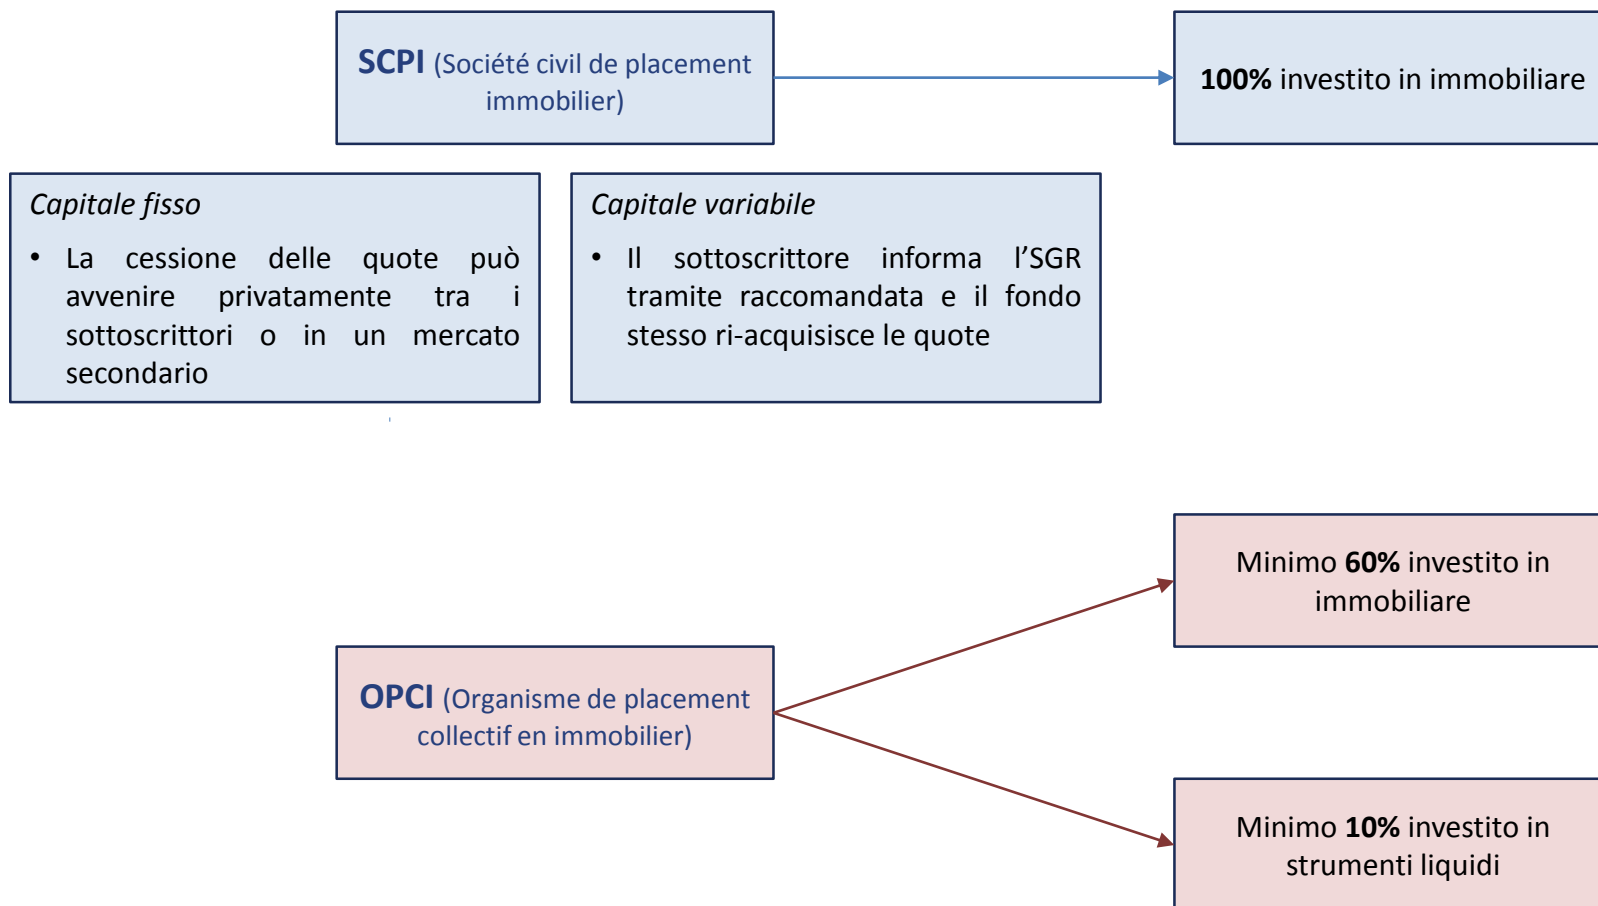 SCPI (Société civil de placement
immobilier)
100% investito in immobiliare
Capitale fisso
• La cessione delle quote può
avvenire privatamente tra i
sottoscrittori o in un mercato
secondario
Capitale variabile
• Il sottoscrittore informa l’SGR
tramite raccomandata e il fondo
stesso ri-acquisisce le quote
Minimo 60% investito in
immobiliare
OPCI (Organisme de placement
collectif en immobilier)
Minimo 10% investito in
strumenti liquidi